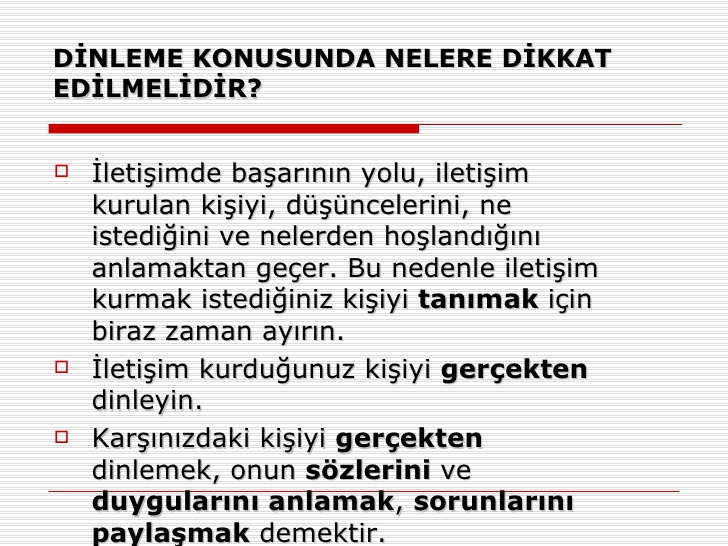 DİNLEME KONUSUNDA NELERE DİKKAT
EDİLMELİDİR?
İletişimde başarının yolu, iletişim
kurulan kişiyi, düşüncelerini, ne
istediğini ve nelerden hoşlandığını
anlamaktan geçer. Bu nedenle iletişim
kurmak istediğiniz kişiyi tanımak için
biraz zaman ayırın.
İletişim kurduğunuz kişiyi gerçekten
dinleyin.
Karşınızdaki kişiyi gerçekten
dinlemek, onun sözlerini ve
duygularını anlamak, sorunlarını
paylaşmak demektir.